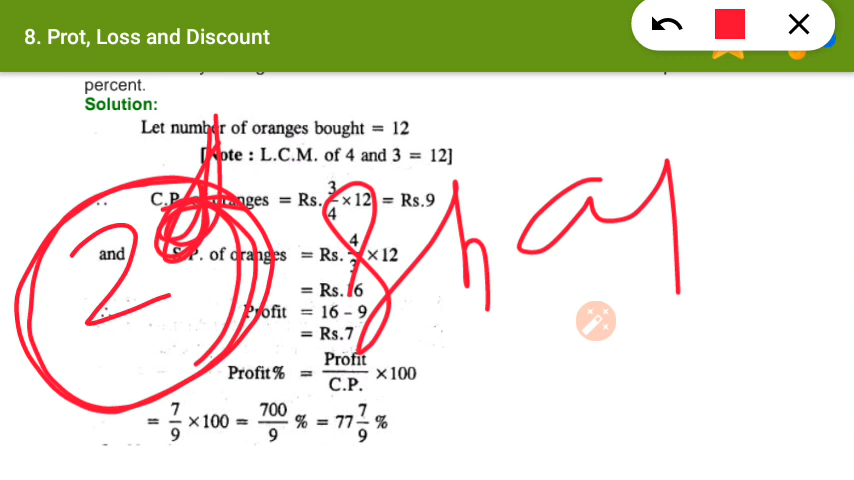 8. Prot, Loss and Discount
percent.
Solution:
Let number of oranges bought = 12
[Note : L.C.M. of 4 and 3 = 12]
∴ C.P. oranges = Rs. 3/4 × 12 = Rs.9
and S.P. of oranges = Rs. 4/3 × 12
= Rs. 16
∴ Profit = 16 – 9
= Rs.7
Profit% = Profit/C.P. ×100
= 7/9 × 100 = 700/9 % = 77 7/9 %
2